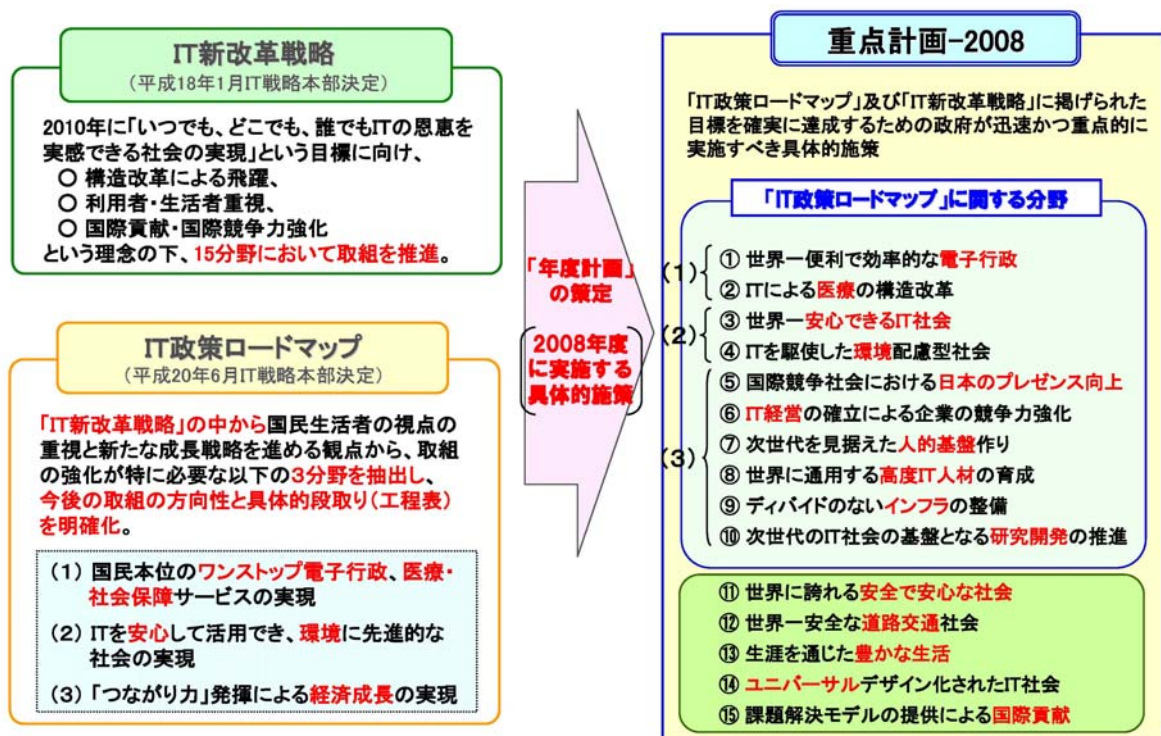 IT新改革戦略
(平成18年1月IT戦略本部決定)
2010年に「いつでも、どこでも、誰でもITの恩恵を
実感できる社会の実現」という目標に向け、
○ 構造改革による飛躍、
○ 利用者・生活者重視、
○ 国際貢献・国際競争力強化
という理念の下、15分野において取組を推進。
IT政策ロードマップ
(平成20年6月IT戦略本部決定)
「IT新改革戦略」の中から国民生活者の視点
の重視と新たな成長戦略を進める観点から、取組
の強化が特に必要な以下の3分野を抽出し、
今後の取組の方向性と具体的段取り(工程表)
を明確化。
(1) 国民本位のワンストップ電子行政、医療・
社会保障サービスの実現
(2) ITを安心して活用でき、環境に先進的な
社会の実現
(3) 「つながり力」発揮による経済成長の実現
「年度計画」
の策定
2008年度
に実施する
具体的施策
重点計画-2008
「IT政策ロードマップ」及び「IT新改革戦略」に掲げられた
目標を確実に達成するための政府が迅速かつ重点的に
実施すべき具体的施策
「IT政策ロードマップ」に関する分野
(1)
① 世界一便利で効率的な電子行政
② ITによる医療の構造改革
(2)
③ 世界一安心できるIT社会
④ ITを駆使した環境配慮型社会
(3)
⑤ 国際競争社会における日本のプレゼンス向上
⑥ IT経営の確立による企業の競争力強化
⑦ 次世代を見据えた人的基盤作り
⑧ 世界に通用する高度IT人材の育成
⑨ ディバイドのないインフラの整備
⑩ 次世代のIT社会の基盤となる研究開発の推進
⑪ 世界に誇れる安全で安心な社会
⑫ 世界一安全な道路交通社会
⑬ 生涯を通じた豊かな生活
⑭ ユニバーサルデザイン化されたIT社会
⑮ 課題解決モデルの提供による国際貢献